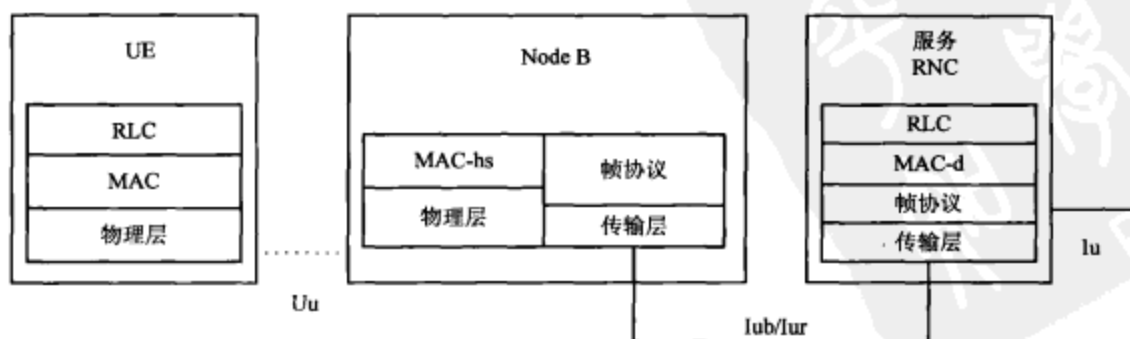 UE
RLC
MAC
物理层
Uu
Node B
MAC-hs
物理层
帧协议
传输层
Iub/Iur
服务
RNC
RLC
MAC-d
帧协议
传输层
Iu